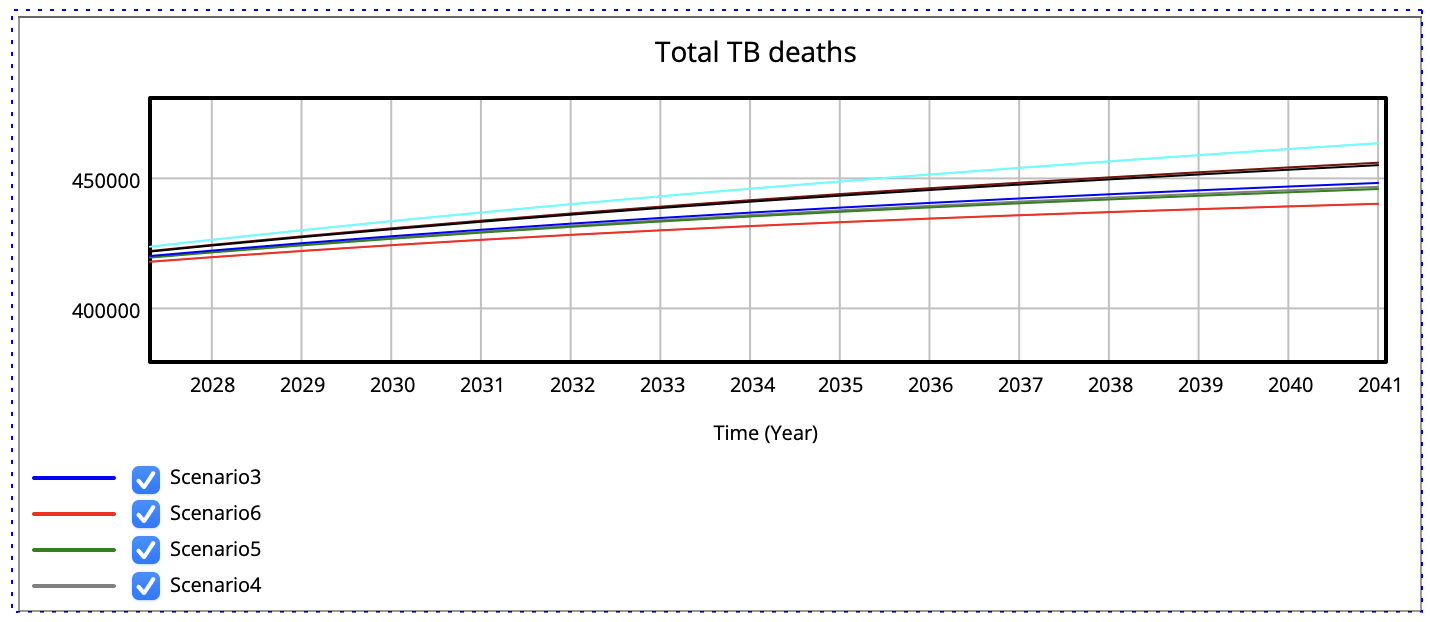 Total TB deaths
450000
400000
2028 2029 2030 2031 2032 2033 2034 2035 2036 2037 2038 2039 2040 2041
Time (Year)
Scenario3
Scenario6
Scenario5
Scenario4